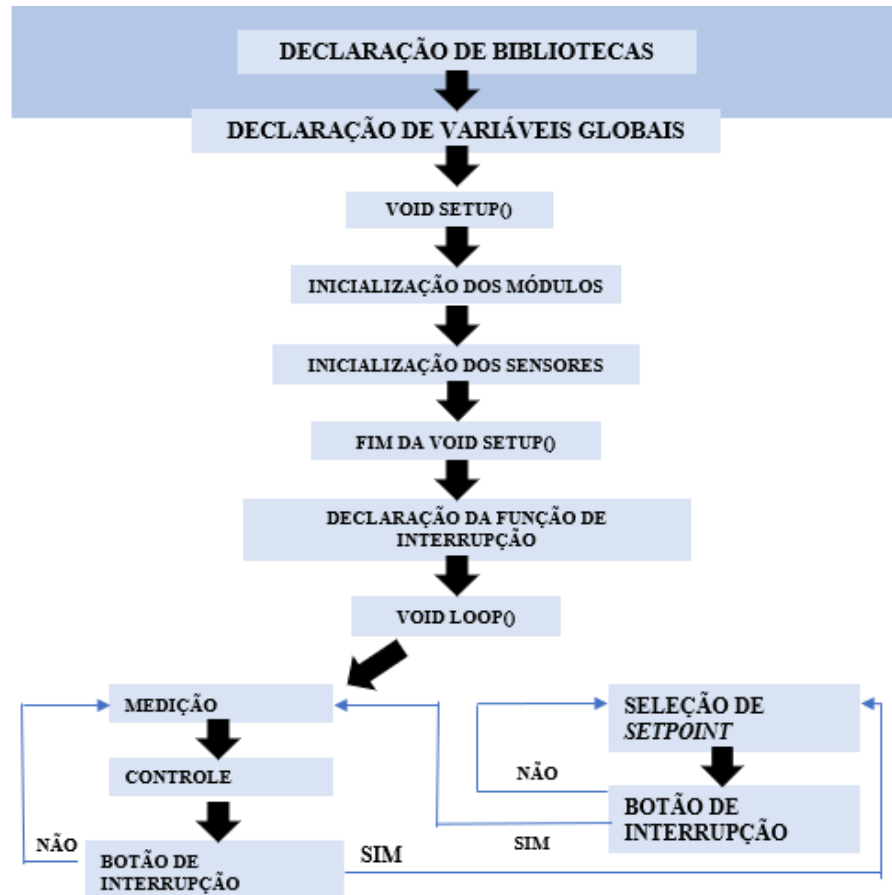 DECLARAÇÃO DE BIBLIOTECAS
DECLARAÇÃO DE VARIÁVEIS GLOBAIS
VOID SETUP()
INICIALIZAÇÃO DOS MÓDULOS
INICIALIZAÇÃO DOS SENSORES
FIM DA VOID SETUP()
DECLARAÇÃO DA FUNÇÃO DE
INTERRUPÇÃO
VOID LOOP()
MEDIÇÃO
CONTROLE
NÃO
BOTÃO DE
INTERRUPÇÃO
SIM
SELEÇÃO DE
SETPOINT
NÃO
BOTÃO DE
INTERRUPÇÃO
SIM